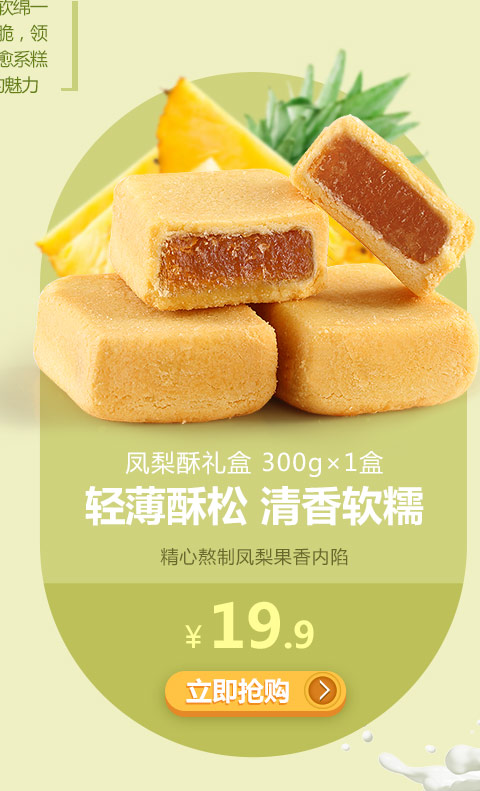 软绵一
脆，领
愈系糕
的魅力
凤梨酥礼盒 300g×1盒
轻薄酥松 清香软糯
精心熬制凤梨果香内陷
¥19.9
立即抢购